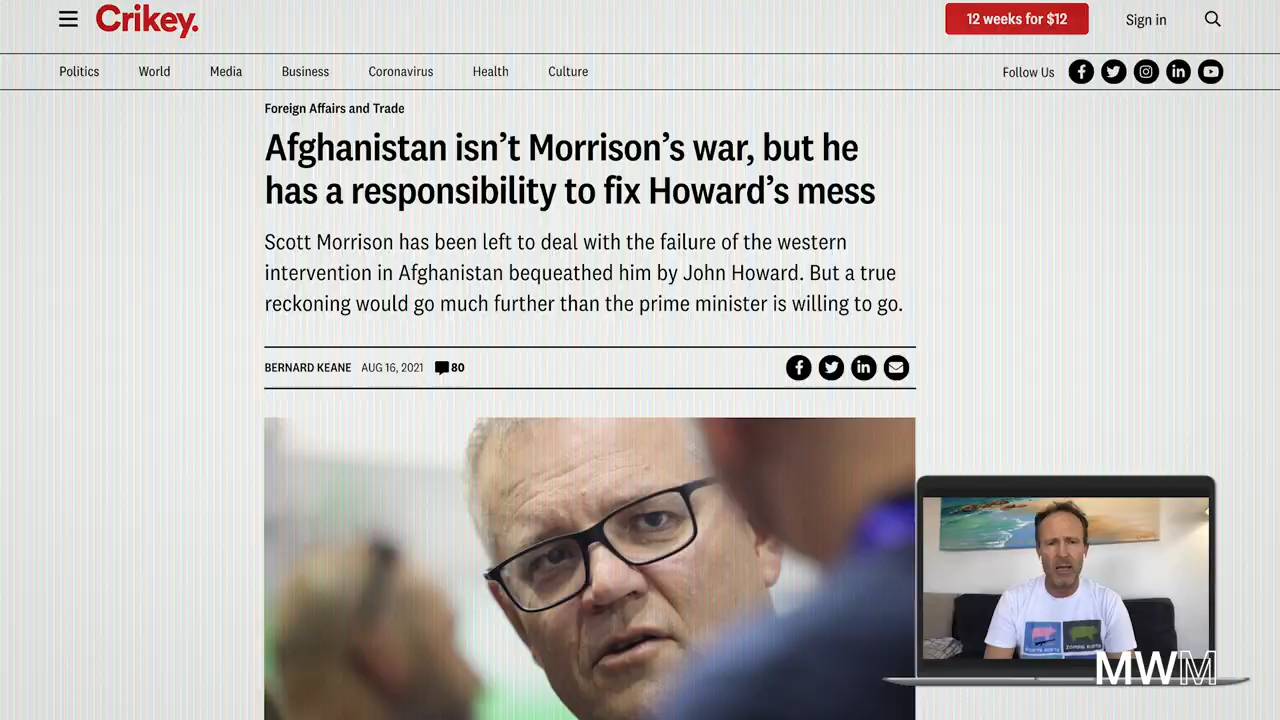 Crikey.
12 weeks for $12
Sign in
Politics World Media Business Coronavirus Health Culture
Follow Us
Foreign Affairs and Trade
Afghanistan isn’t Morrison’s war, but he
has a responsibility to fix Howard’s mess
Scott Morrison has been left to deal with the failure of the western
intervention in Afghanistan bequeathed him by John Howard. But a true
reckoning would go much further than the prime minister is willing to go.
BERNARD KEANE AUG 16, 2021 80
MWM